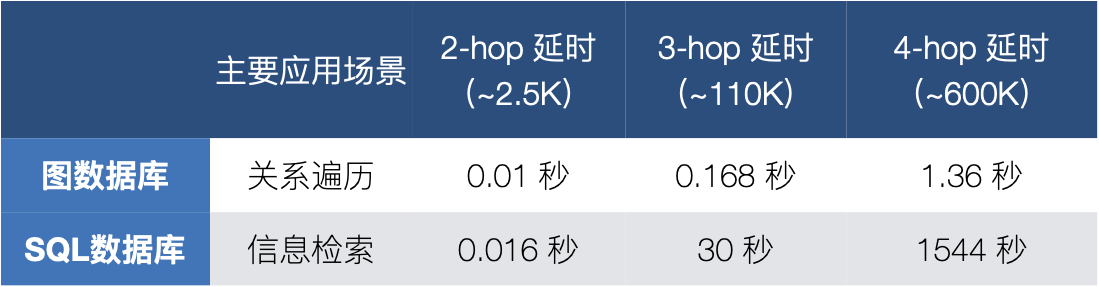 主要应用场景
2-hop 延时
(~2.5K)
3-hop 延时
(~110K)
4-hop 延时
(~600K)
图数据库
关系遍历
0.01 秒
0.168 秒
1.36 秒
SQL数据库
信息检索
0.016 秒
30 秒
1544 秒